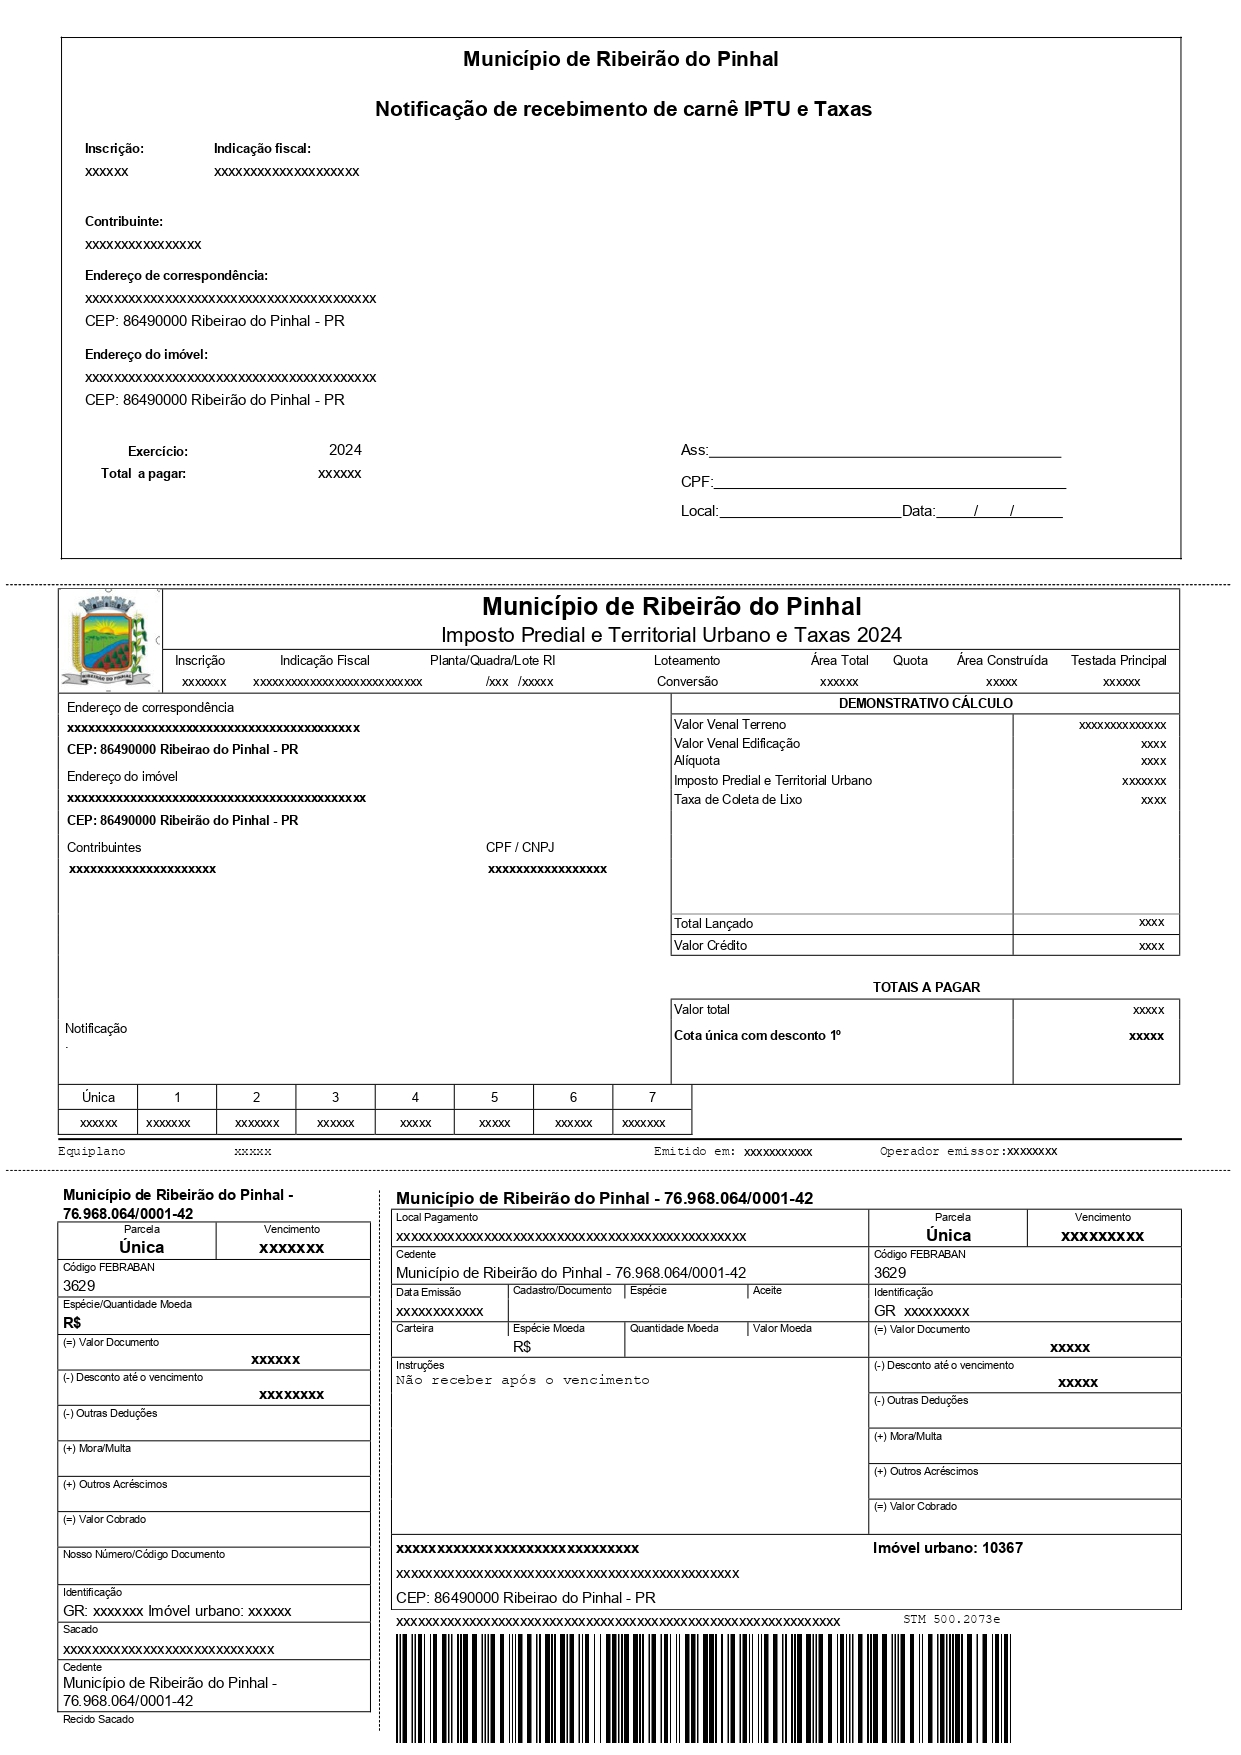 Município de Ribeirão do Pinhal
Notificação de recebimento de carnê IPTU e Taxas
Inscrição: Indicação fiscal:
xxxxxx xxxxxxxxxxxxxxxxxxxx
Contribuinte:
xxxxxxxxxxxxxxxx
Endereço de correspondência:
xxxxxxxxxxxxxxxxxxxxxxxxxxxxxxxxxxxxxxxx
CEP: 86490000 Ribeirao do Pinhal - PR
Endereço do imóvel:
xxxxxxxxxxxxxxxxxxxxxxxxxxxxxxxxxxxxxxxx
CEP: 86490000 Ribeirão do Pinhal - PR
Exercício: 2024
Total a pagar: xxxxxx
Ass:____________________
CPF:____________________
Local:____________________Data:____/____/______
Município de Ribeirão do Pinhal
Imposto Predial e Territorial Urbano e Taxas 2024
RIBEIRÃO DO PINHAL
Inscrição Indicação Fiscal Planta/Quadra/Lote RI Loteamento Área Total Quota Área Construída Testada Principal
xxxxxxx xxxxxxxxxxxxxxxxxxxxxxxxxxx /xxx /xxxxx Conversão xxxxxx xxxxx xxxxxx
Endereço de correspondência
xxxxxxxxxxxxxxxxxxxxxxxxxxxxxxxxxxxxxxxxxx
CEP: 86490000 Ribeirao do Pinhal - PR
Endereço do imóvel
xxxxxxxxxxxxxxxxxxxxxxxxxxxxxxxxxxxxxxxxxxx
CEP: 86490000 Ribeirão do Pinhal - PR
Contribuintes CPF / CNPJ
xxxxxxxxxxxxxxxxxxxxx xxxxxxxxxxxxxxxxx
DEMONSTRATIVO CÁLCULO
Valor Venal Terreno xxxxxxxxxxxxxx
Valor Venal Edificação xxxx
Alíquota xxxx
Imposto Predial e Territorial Urbano xxxxxxx
Taxa de Coleta de Lixo xxxx
Total Lançado xxxx
Valor Crédito xxxx
TOTAIS A PAGAR
Valor total xxxxx
Cota única com desconto 1º xxxxx
Notificação
.
Única 1 2 3 4 5 6 7
xxxxxx xxxxxxx xxxxxxx xxxxxx xxxxx xxxxx xxxxxx xxxxxxx
Equiplano xxxxx Emitido em: xxxxxxxxxxx Operador emissor:xxxxxxxx
Município de Ribeirão do Pinhal -
76.968.064/0001-42
Parcela Vencimento
Única xxxxxxx
Código FEBRABAN
3629
Espécie/Quantidade Moeda
R$
(=) Valor Documento
xxxxxx
(-) Desconto até o vencimento
xxxxxxxx
(-) Outras Deduções
(+) Mora/Multa
(+) Outros Acréscimos
(=) Valor Cobrado
Nosso Número/Código Documento
Identificação
GR: xxxxxxx Imóvel urbano: xxxxxx
Sacado
xxxxxxxxxxxxxxxxxxxxxxxxxxxxx
Cedente
Município de Ribeirão do Pinhal -
76.968.064/0001-42
Recido Sacado
Município de Ribeirão do Pinhal - 76.968.064/0001-42
Local Pagamento Parcela Vencimento
xxxxxxxxxxxxxxxxxxxxxxxxxxxxxxxxxxxxxxxxxxxxxxxx Única xxxxxxxxx
Cedente Código FEBRABAN
Município de Ribeirão do Pinhal - 76.968.064/0001-42 3629
Data Emissão Cadastro/Documento Espécie Aceite Identificação
xxxxxxxxxxxx GR xxxxxxxxx
Carteira Espécie Moeda Quantidade Moeda Valor Moeda (=) Valor Documento
R$ xxxxx
Instruções (-) Desconto até o vencimento
Não receber após o vencimento xxxxx
(-) Outras Deduções
(+) Mora/Multa
(+) Outros Acréscimos
(=) Valor Cobrado
xxxxxxxxxxxxxxxxxxxxxxxxxxxxxx Imóvel urbano: 10367
xxxxxxxxxxxxxxxxxxxxxxxxxxxxxxxxxxxxxxxxxxxxxxx
CEP: 86490000 Ribeirao do Pinhal - PR
xxxxxxxxxxxxxxxxxxxxxxxxxxxxxxxxxxxxxxxxxxxxxxxxxxxxxxxxxxxxx STM 500.2073e